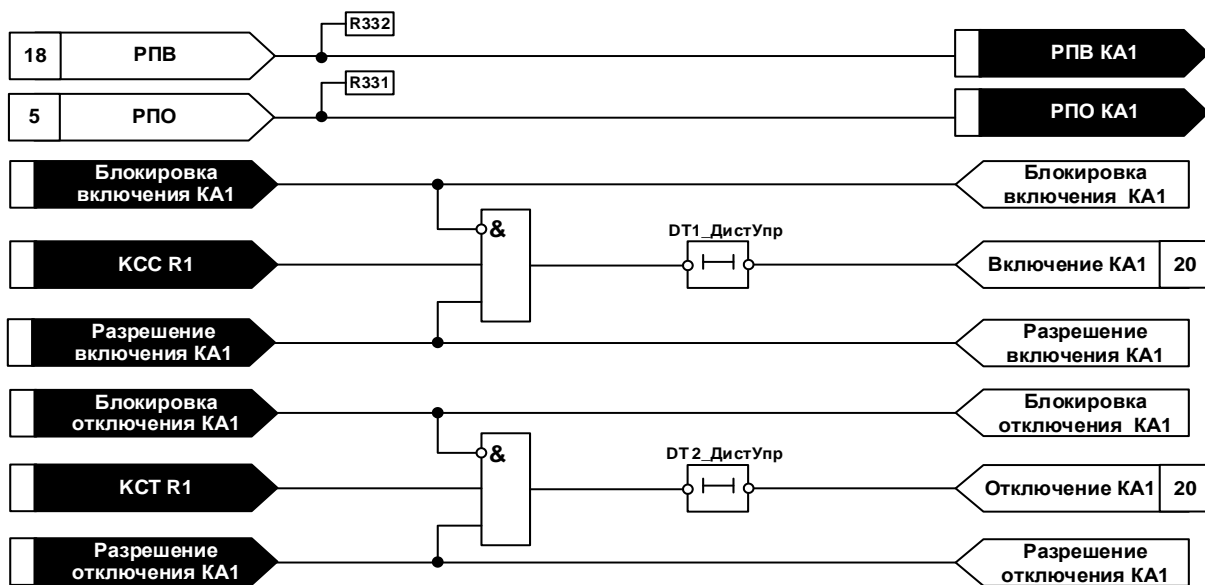 R332
18 РПВ
РПВ КА1
R331
5 РПО
РПО КА1
Блокировка
включения КА1
Блокировка
включения КА1
&
DT1_ДистУпр
KCC R1
Включение КА1 20
Разрешение
включения КА1
Разрешение
включения КА1
Блокировка
отключения КА1
Блокировка
отключения КА1
&
DT2_ДистУпр
KCT R1
Отключение КА1 20
Разрешение
отключения КА1
Разрешение
отключения КА1